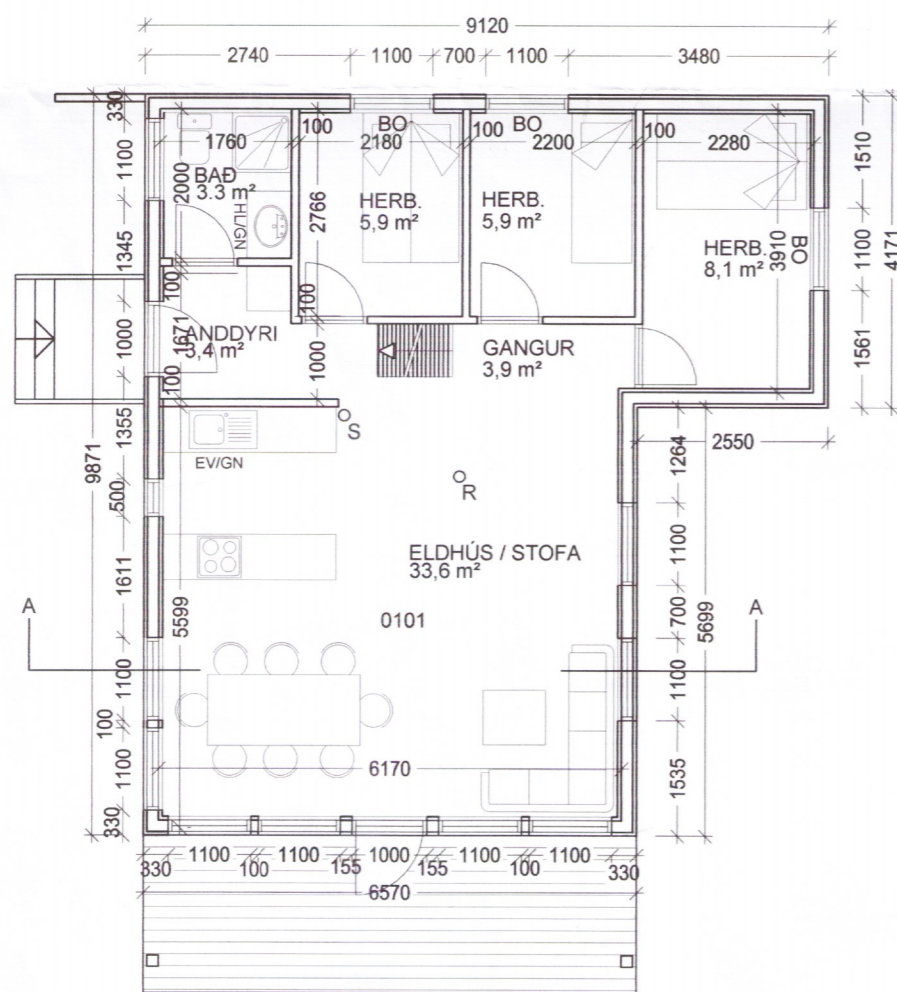 9120
2740 1100 700 1100 3480
330
1100
1345
1000
1355
500
1611
1100
100
1100
330
9871
1760
2000
BAÐ
3.3 m²
HL/GN
100
2180
BO
2766
HERB.
5,9 m²
100
100
2200
BO
HERB.
5,9 m²
100
2280
3910
BO
HERB.
8,1 m²
1510
1100
1561
4171
100
1671
100
ANDDYRI
3,4 m²
1000
GANGUR
3,9 m²
S
EV/GN
R
2550
1264
1100
700
1100
1535
5699
ELDHÚS / STOFA
33,6 m²
0101
5599
A A
6170
330 1100 100 1100 155 1000 155 1100 100 1100 330
6570